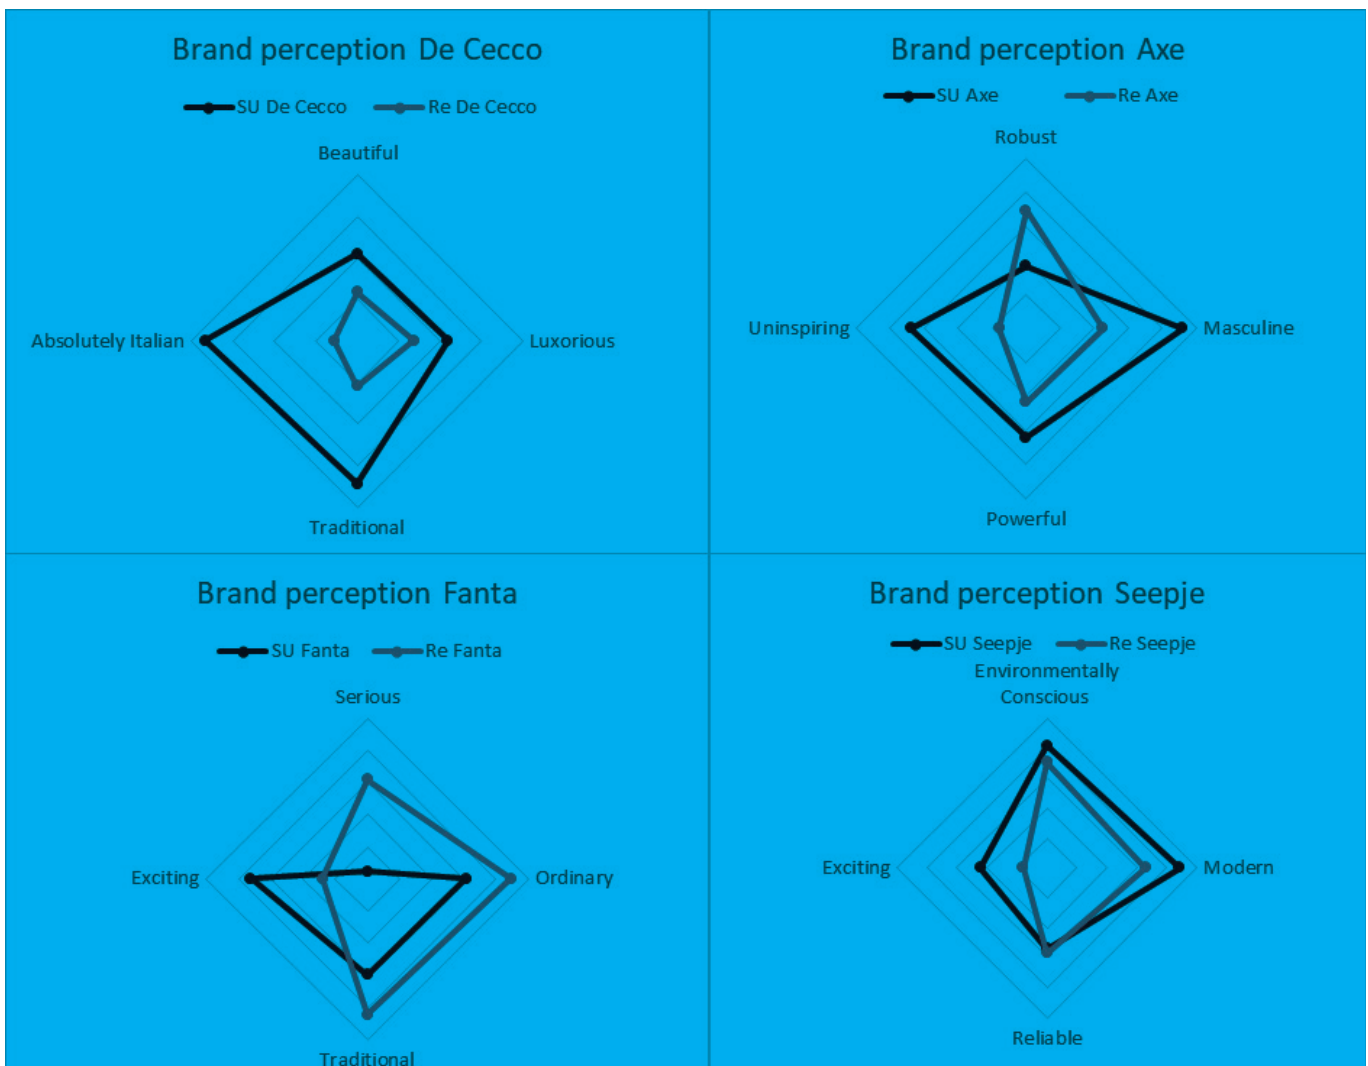 Brand perception De Cecco
SU De Cecco Re De Cecco
Beautiful
Absolutely Italian
Luxorious
Traditional
Brand perception Axe
SU Axe Re Axe
Robust
Uninspiring
Masculine
Powerful
Brand perception Fanta
SU Fanta Re Fanta
Serious
Exciting
Ordinary
Traditional
Brand perception Seepje
SU Seepje Re Seepje
Environmentally
Conscious
Exciting
Modern
Reliable